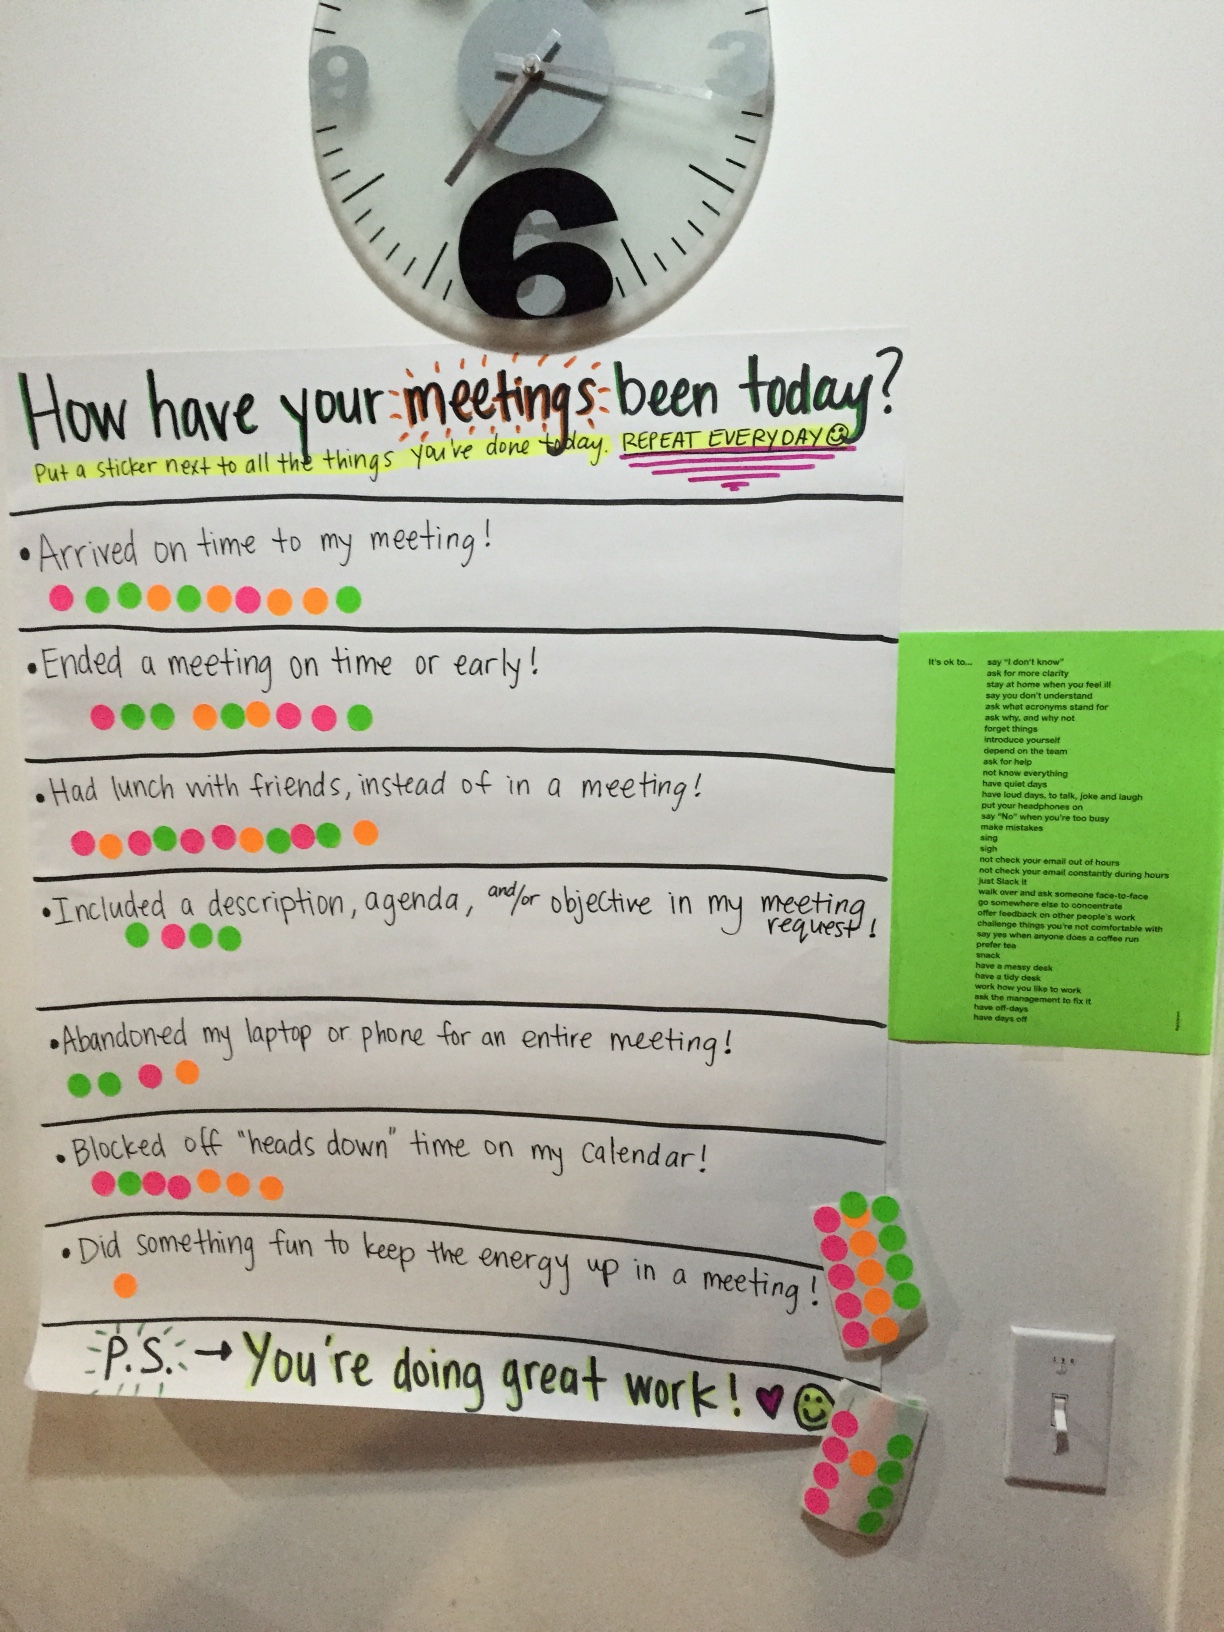 9
3
6
How have your meetings been today?
Put a sticker next to all the things you've done today. REPEAT EVERYDAY
• Arrived on time to my meeting!
• Ended a meeting on time or early!
• Had lunch with friends, instead of in a meeting!
• Included a description, agenda, and/or objective in my meeting
request!
• Abandoned my laptop or phone for an entire meeting!
• Blocked off "heads down" time on my calendar!
• Did something fun to keep the energy up in a meeting!
P.S. → You're doing great work!
It's ok to... say "I don't know"
ask for more clarity
stay at home when you feel ill
say you don't understand
ask what acronyms stand for
ask why, and why not
forget things
introduce yourself
depend on the team
ask for help
not know everything
have quiet days
have loud days, to talk, joke and laugh
put your headphones on
say "No" when you're too busy
make mistakes
sing
sigh
not check your email out of hours
not check your email constantly during hours
just Slack it
walk over and ask someone face-to-face
go somewhere else to concentrate
offer feedback on other people's work
challenge things you're not comfortable with
say yes when anyone does a coffee run
prefer tea
snack
have a messy desk
have a tidy desk
work how you like to work
ask the management to fix it
have off-days
have days off